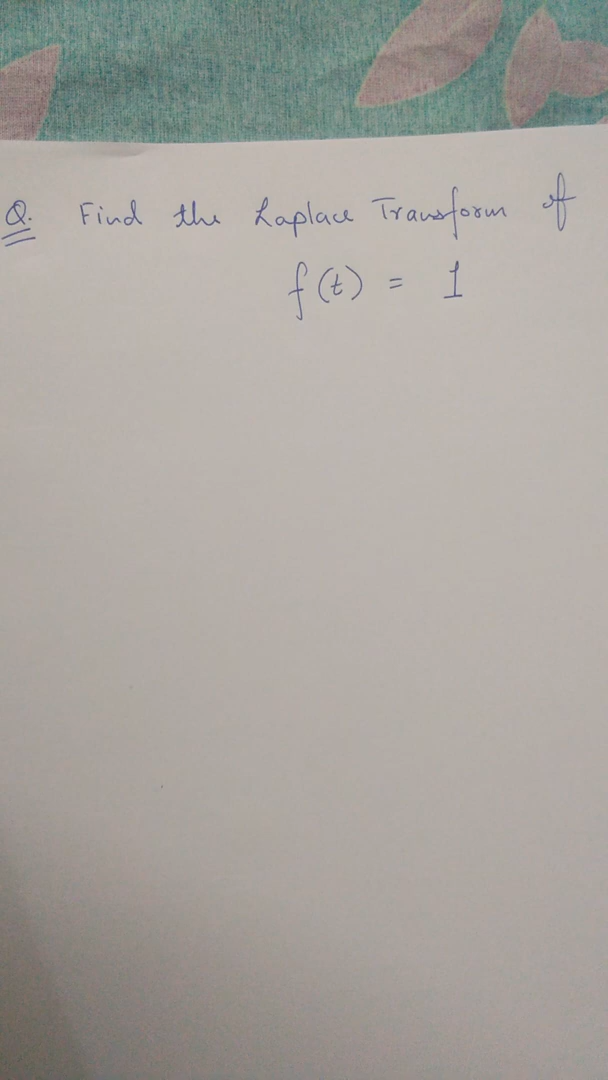 Q. Find the Laplace Transform of
f(t) = 1